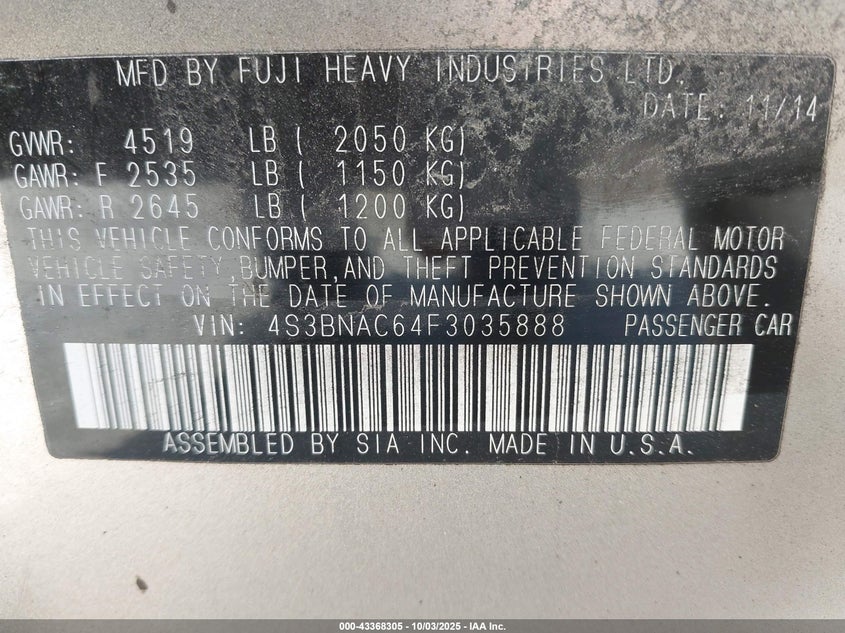 MFD BY FUJI HEAVY INDUSTRIES LTD.
DATE: 11/14
GVWR: 4519 LB ( 2050 KG)
GAWR: F 2535 LB ( 1150 KG)
GAWR: R 2645 LB ( 1200 KG)
THIS VEHICLE CONFORMS TO ALL APPLICABLE FEDERAL MOTOR
VEHICLE SAFETY,BUMPER,AND THEFT PREVENTION STANDARDS
IN EFFECT ON THE DATE OF MANUFACTURE SHOWN ABOVE.
VIN: 4S3BNAC64F3035888 PASSENGER CAR
ASSEMBLED BY SIA INC. MADE IN U.S.A.
000-43368305 - 10/03/2025 - IAA Inc.